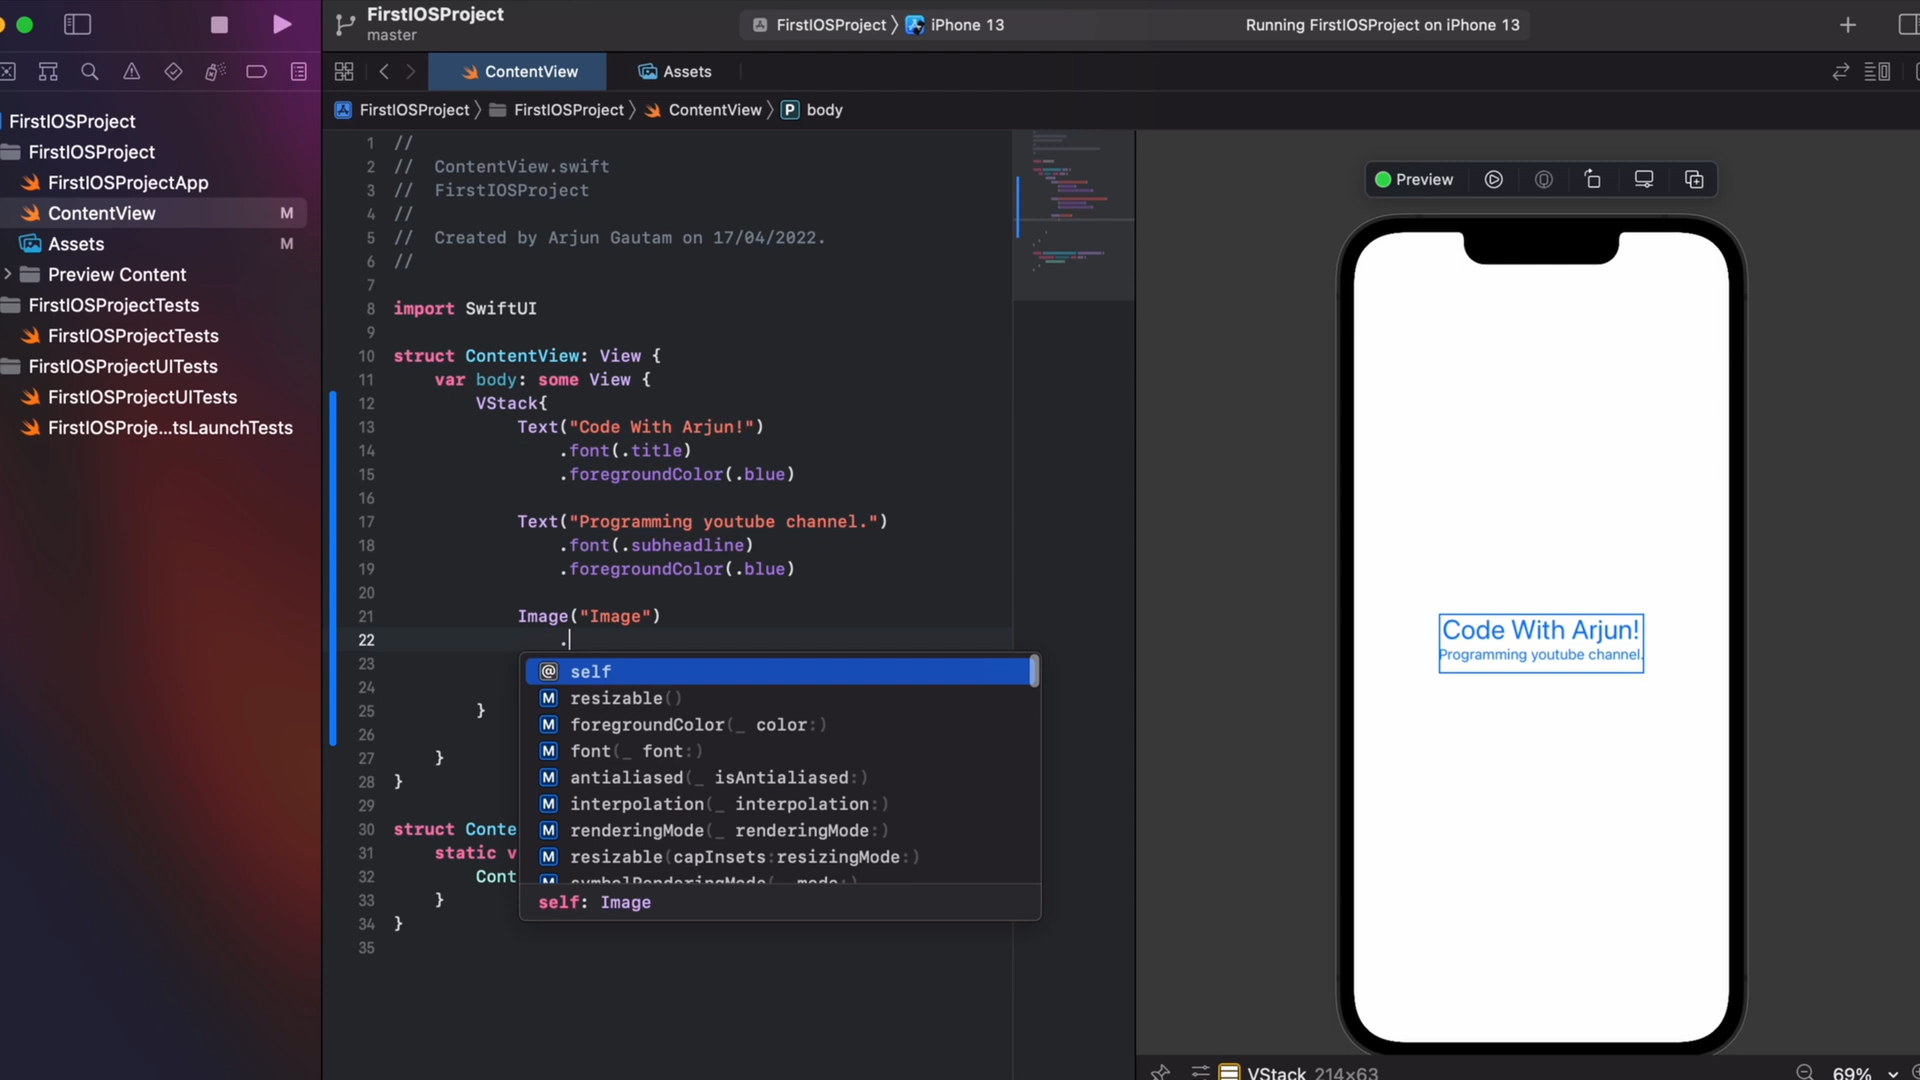 FirstIOSProject
master
FirstIOSProject 〉 iPhone 13
Running FirstIOSProject on iPhone 13
ContentView
Assets
FirstIOSProject 〉 FirstIOSProject 〉 ContentView 〉 P body
FirstIOSProject
FirstIOSProject
FirstIOSProjectApp
ContentView M
Assets M
Preview Content
FirstIOSProjectTests
FirstIOSProjectTests
FirstIOSProjectUITests
FirstIOSProjectUITests
FirstIOSProje...tsLaunchTests
1 //
2 //  ContentView.swift
3 //  FirstIOSProject
4 //
5 //  Created by Arjun Gautam on 17/04/2022.
6 //
7
8 import SwiftUI
9
10 struct ContentView: View {
11     var body: some View {
12         VStack{
13             Text("Code With Arjun!")
14                 .font(.title)
15                 .foregroundColor(.blue)
16
17             Text("Programming youtube channel.")
18                 .font(.subheadline)
19                 .foregroundColor(.blue)
20
21             Image("Image")
22                 .
23
24
25         }
26
27     }
28 }
29
30 struct Conte
31     static v
32         Cont
33     }
34 }
35
@ self
M resizable()
M foregroundColor(_ color:)
M font(_ font:)
M antialiased(_ isAntialiased:)
M interpolation(_ interpolation:)
M renderingMode(_ renderingMode:)
M resizable(capInsets:resizingMode:)
M symbolRenderingMode(_ mode:)
self: Image
Preview
Code With Arjun!
Programming youtube channel.
VStack 214×63
69%